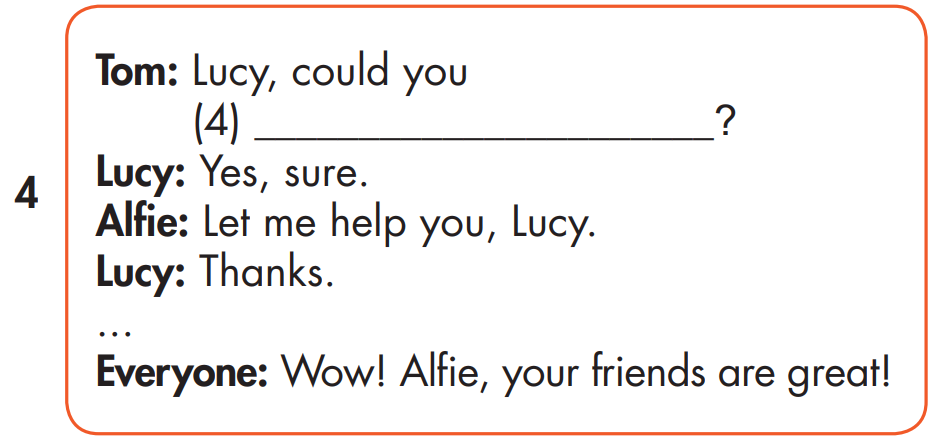 Tom: Lucy, could you
(4) ______________________?
4
Lucy: Yes, sure.
Alfie: Let me help you, Lucy.
Lucy: Thanks.
...
Everyone: Wow! Alfie, your friends are great!